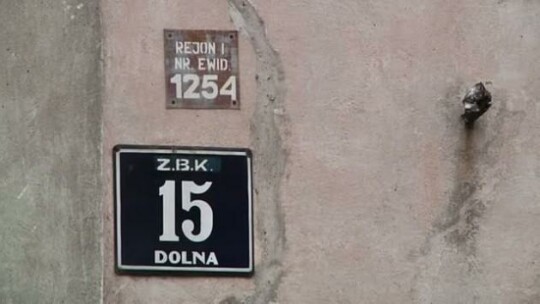 REJON I
NR. EWID.
1254
Z.B.K.
15
DOLNA